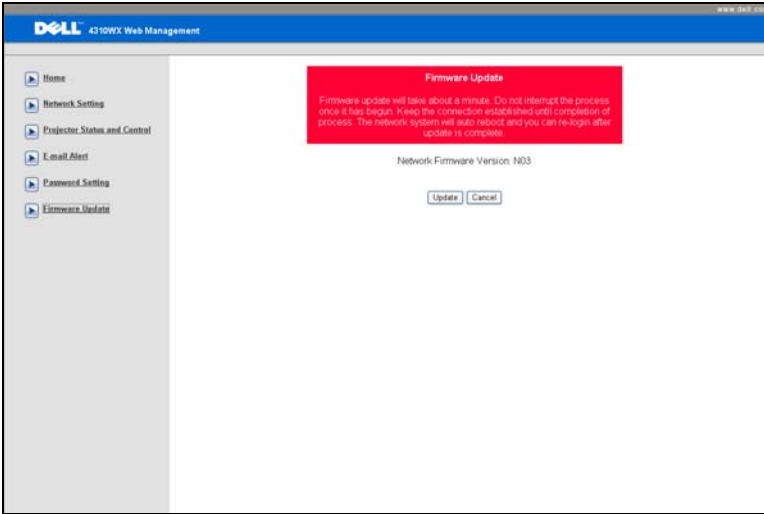 www.dell.co
DELL™ 4310WX Web Management
Home
Network Setting
Projector Status and Control
E-mail Alert
Password Setting
Firmware Update
Firmware Update
Firmware update will take about a minute. Do not interrupt the process
once it has begun. Keep the connection established until completion of
process. The network system will auto reboot and you can re-login after
update is complete.
Network Firmware Version: N03
Update Cancel